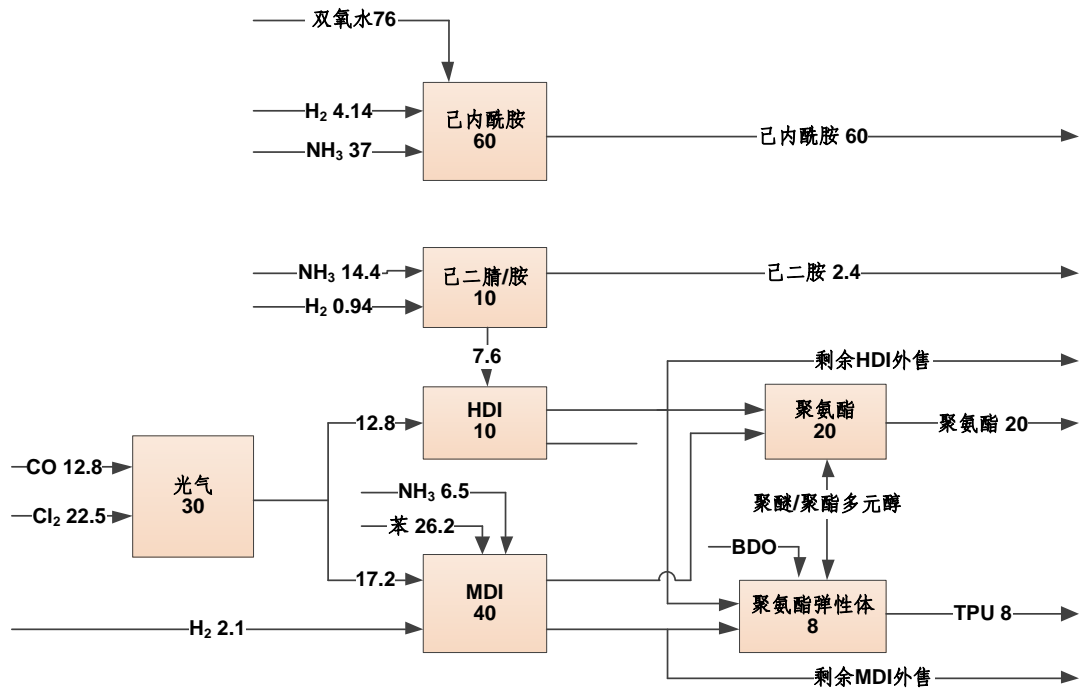 双氧水76
H₂ 4.14
NH₃ 37
己内酰胺
60
己内酰胺 60
NH₃ 14.4
H₂ 0.94
己二腈/胺
10
己二胺 2.4
7.6
剩余HDI外售
12.8
HDI
10
聚氨酯
20
聚氨酯 20
CO 12.8
Cl₂ 22.5
光气
30
NH₃ 6.5
苯 26.2
聚醚/聚酯多元醇
BDO
17.2
MDI
40
聚氨酯弹性体
8
TPU 8
H₂ 2.1
剩余MDI外售